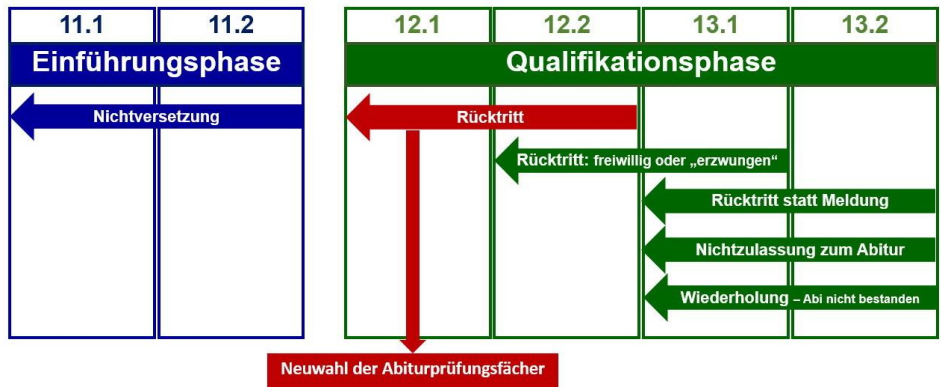 11.1 11.2 12.1 12.2 13.1 13.2
Einführungsphase Qualifikationsphase
Nichtversetzung Rücktritt
Rücktritt: freiwillig oder „erzwungen“
Rücktritt statt Meldung
Nichtzulassung zum Abitur
Wiederholung – Abi nicht bestanden
Neuwahl der Abiturprüfungsfächer